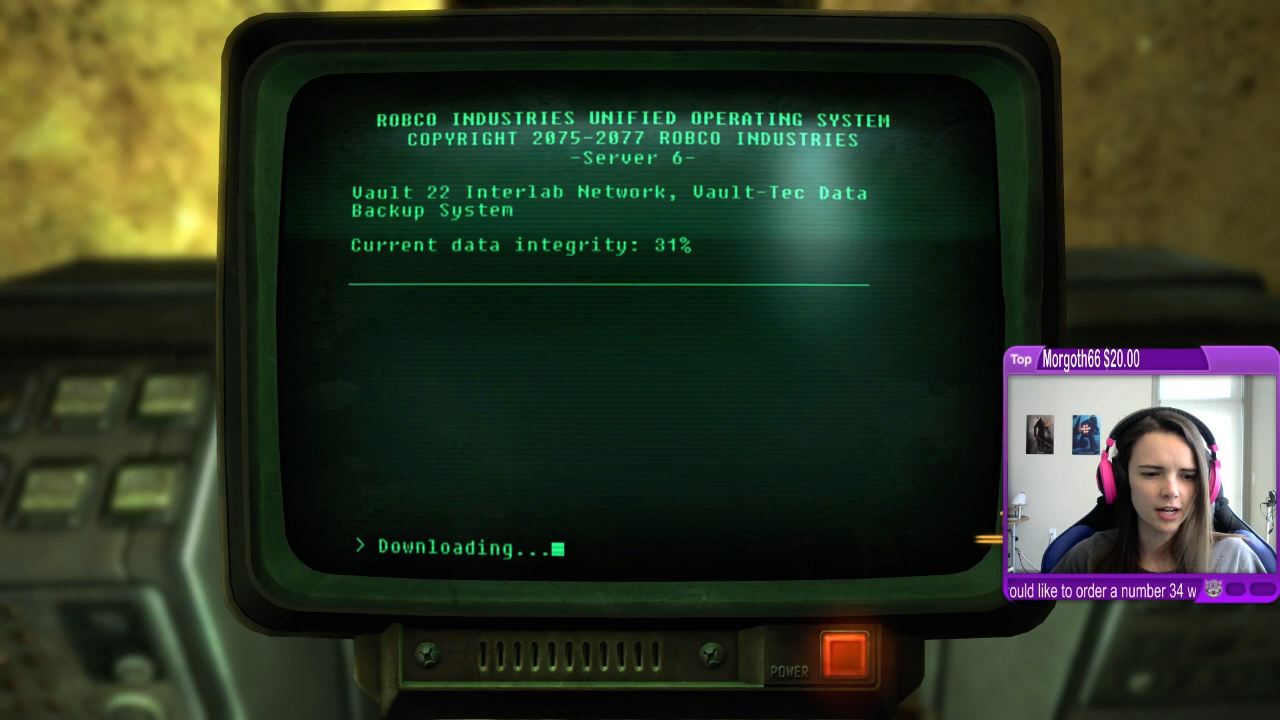 ROBCO INDUSTRIES UNIFIED OPERATING SYSTEM
COPYRIGHT 2075-2077 ROBCO INDUSTRIES
-Server 6-
Vault 22 Interlab Network, Vault-Tec Data
Backup System
Current data integrity: 31%
Top Morgoth66 $20.00
> Downloading...
ould like to order a number 34 w
POWER